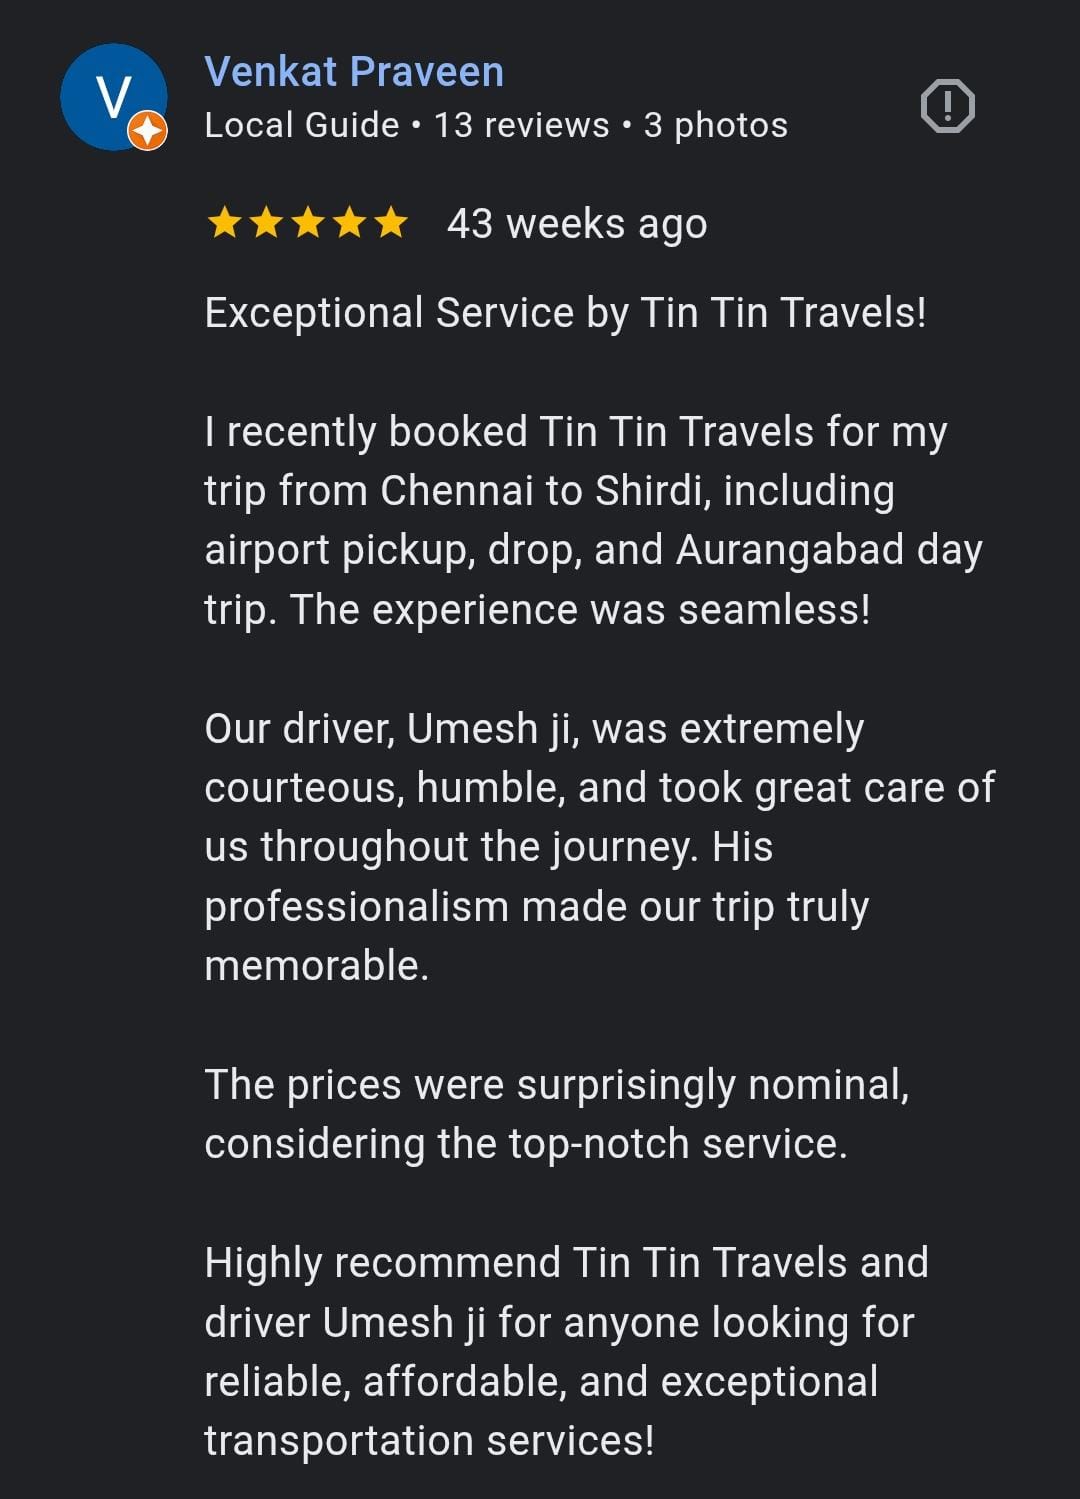 V
Venkat Praveen
Local Guide • 13 reviews • 3 photos
43 weeks ago
Exceptional Service by Tin Tin Travels!
I recently booked Tin Tin Travels for my
trip from Chennai to Shirdi, including
airport pickup, drop, and Aurangabad day
trip. The experience was seamless!
Our driver, Umesh ji, was extremely
courteous, humble, and took great care of
us throughout the journey. His
professionalism made our trip truly
memorable.
The prices were surprisingly nominal,
considering the top-notch service.
Highly recommend Tin Tin Travels and
driver Umesh ji for anyone looking for
reliable, affordable, and exceptional
transportation services!